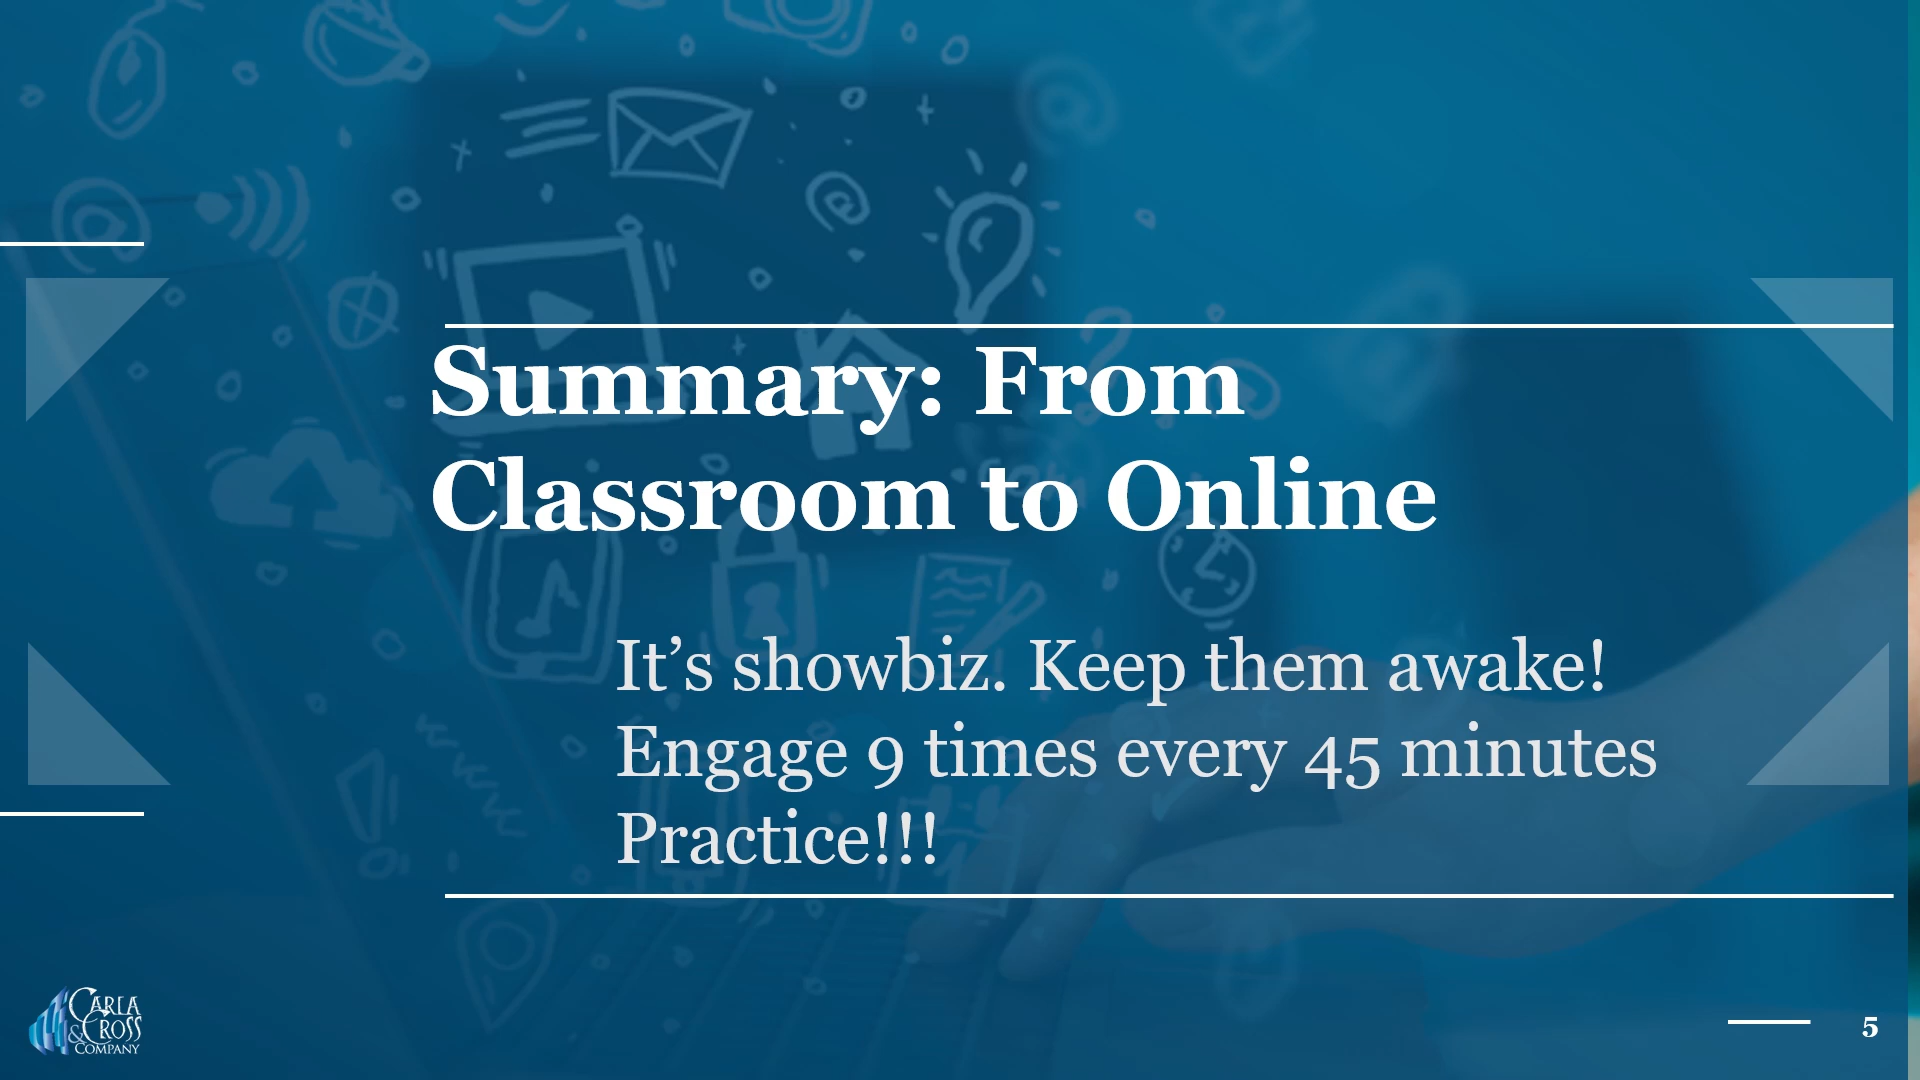 Summary: From
Classroom to Online
It’s showbiz. Keep them awake!
Engage 9 times every 45 minutes
Practice!!!
CARLA
& CROSS
COMPANY
5